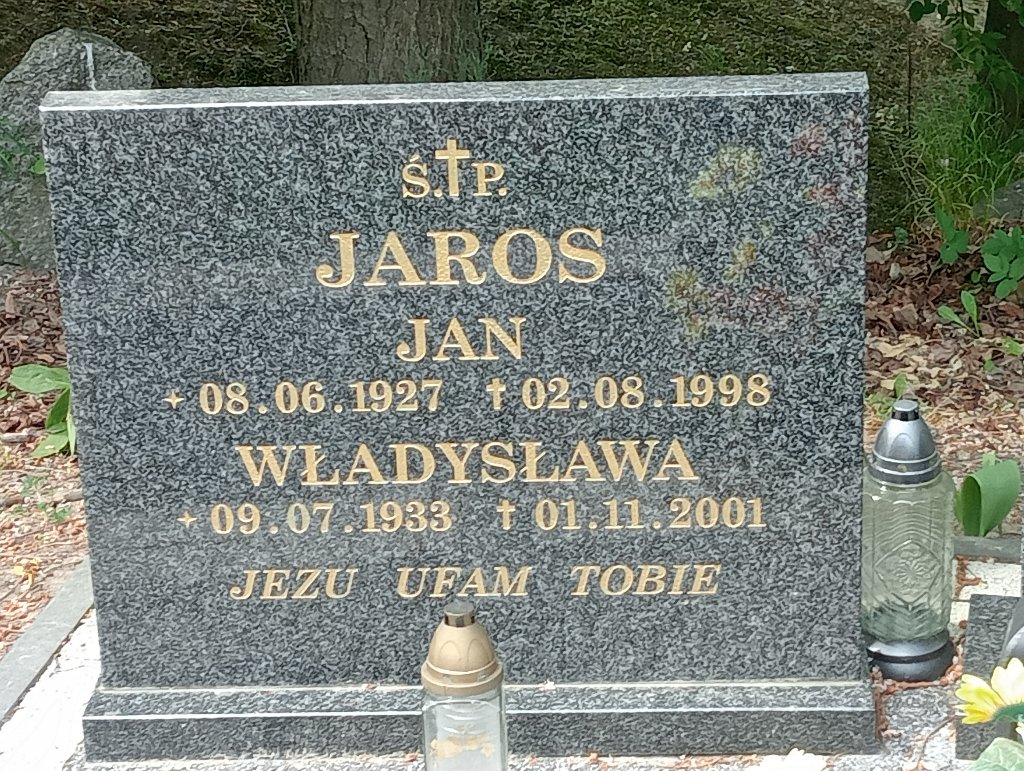 Ś.†P.
JAROS
JAN
+ 08.06.1927 † 02.08.1998
WŁADYSŁAWA
+ 09.07.1933 † 01.11.2001
JEZU UFAM TOBIE